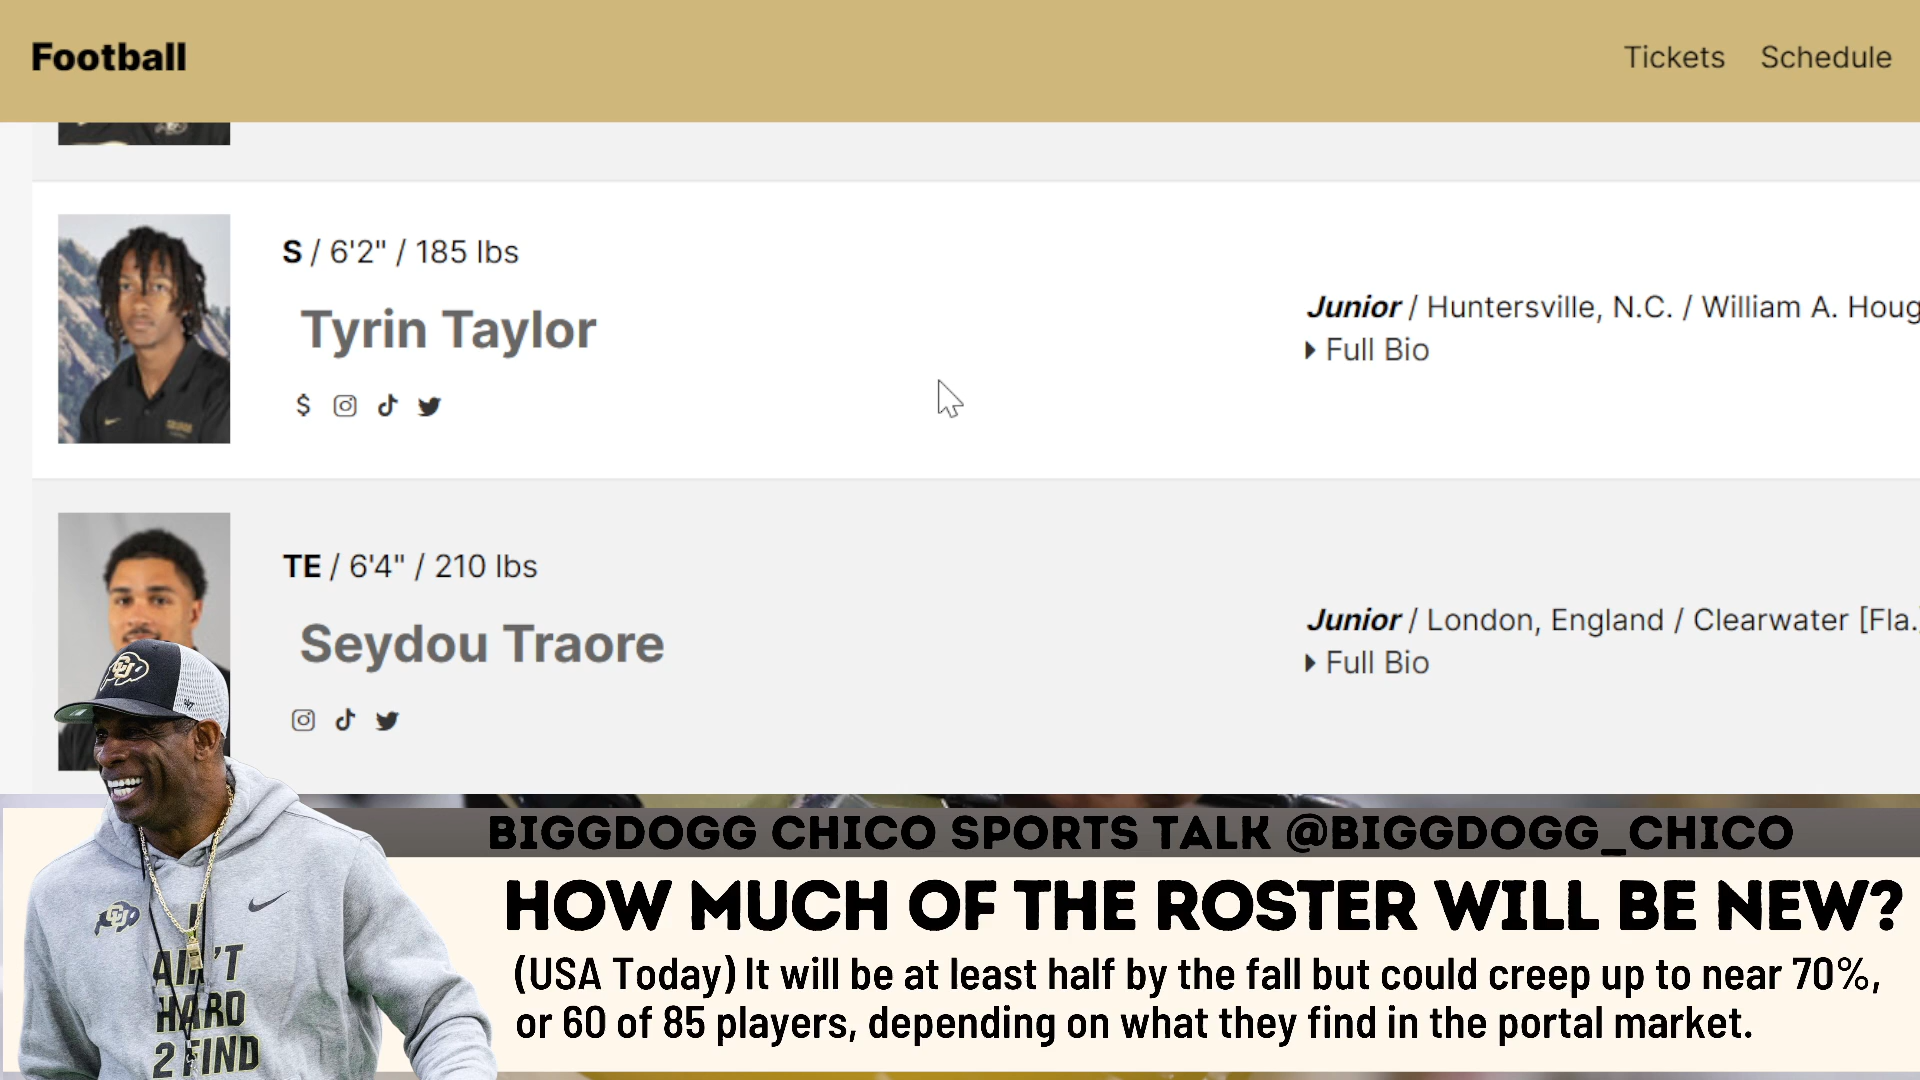 Football
Tickets Schedule
S / 6'2" / 185 lbs
Tyrin Taylor
Junior / Huntersville, N.C. / William A. Houg
Full Bio
TE / 6'4" / 210 lbs
Seydou Traore
Junior / London, England / Clearwater [Fla.]
Full Bio
CU
'47
CU
I
AIN'T
HARD
2 FIND
BIGGDOGG CHICO SPORTS TALK @BIGGDOGG_CHICO
HOW MUCH OF THE ROSTER WILL BE NEW?
(USA Today) It will be at least half by the fall but could creep up to near 70%,
or 60 of 85 players, depending on what they find in the portal market.